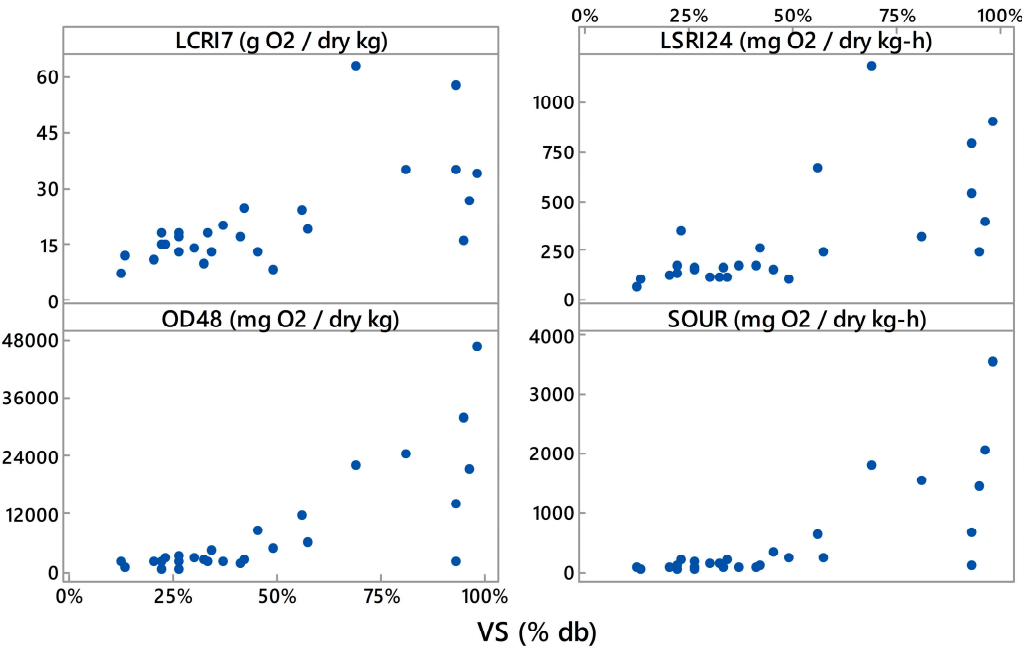 0% 25% 50% 75% 100%
LCRI7 (g O2 / dry kg)
LSRI24 (mg O2 / dry kg-h)
60
45
30
15
0
1000
750
500
250
0
OD48 (mg O2 / dry kg)
SOUR (mg O2 / dry kg-h)
48000
36000
24000
12000
0
4000
3000
2000
1000
0
0% 25% 50% 75% 100%
VS (% db)